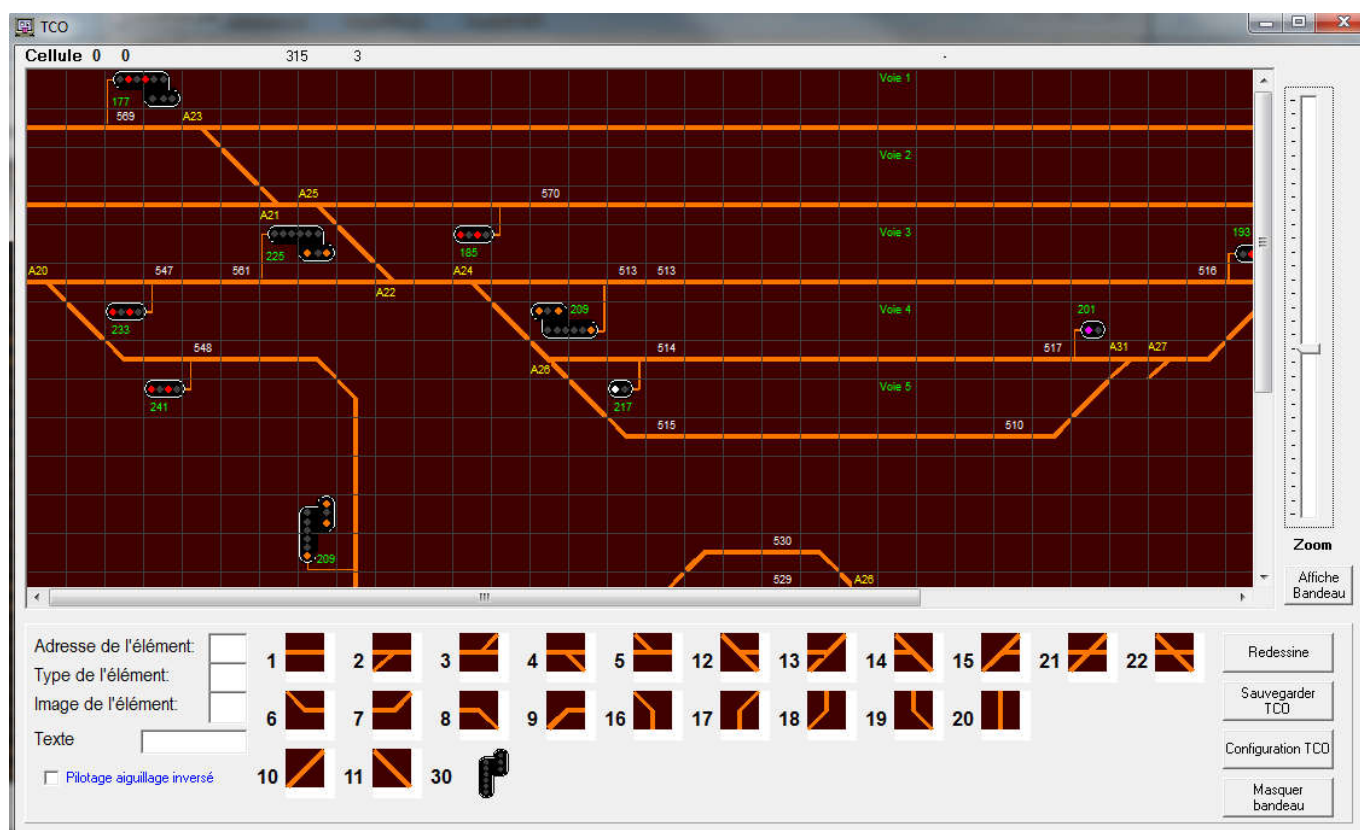 TCO
Cellule 0 0 315 3
Voie 1
177
569 A23
Voie 2
A25 570
A21
Voie 3 193
225 185
A20 547 561 A24 513 513 516
A22
209 Voie 4 201
233
548 514 517 A31 A27
A26
Voie 5
241 217
515 510
530
209
529 A26
Zoom
Affiche
Bandeau
Adresse de l'élément:
Type de l'élément:
Image de l'élément:
Texte
Pilotage aiguillage inversé
1 2 3 4 5 12 13 14 15 21 22
6 7 8 9 16 17 18 19 20
10 11 30
Redessine
Sauvegarder
TCO
Configuration TCO
Masquer
bandeau